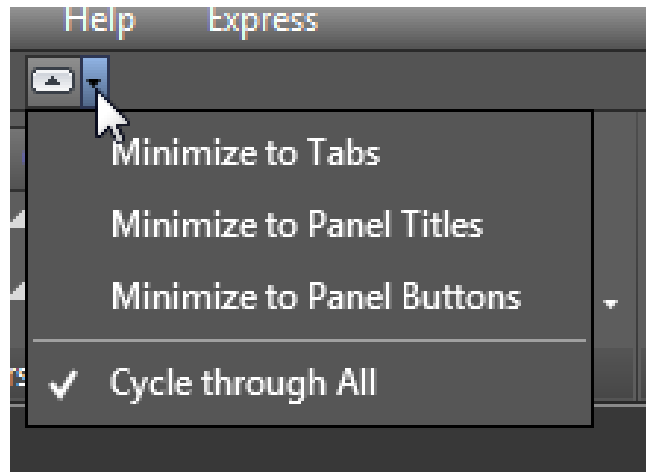 Help Express
Minimize to Tabs
Minimize to Panel Titles
Minimize to Panel Buttons
Cycle through All